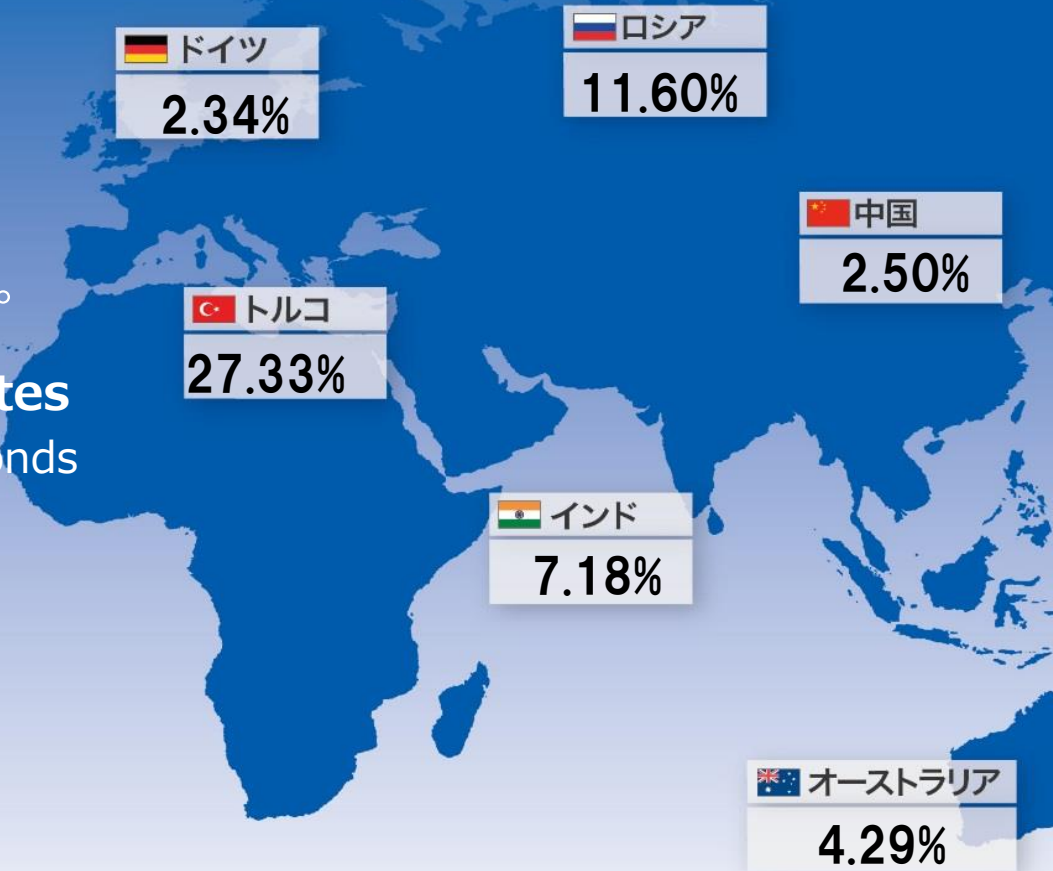 ドイツ
2.34%
ロシア
11.60%
中国
2.50%
。
トルコ
27.33%
tes
onds
インド
7.18%
オーストラリア
4.29%